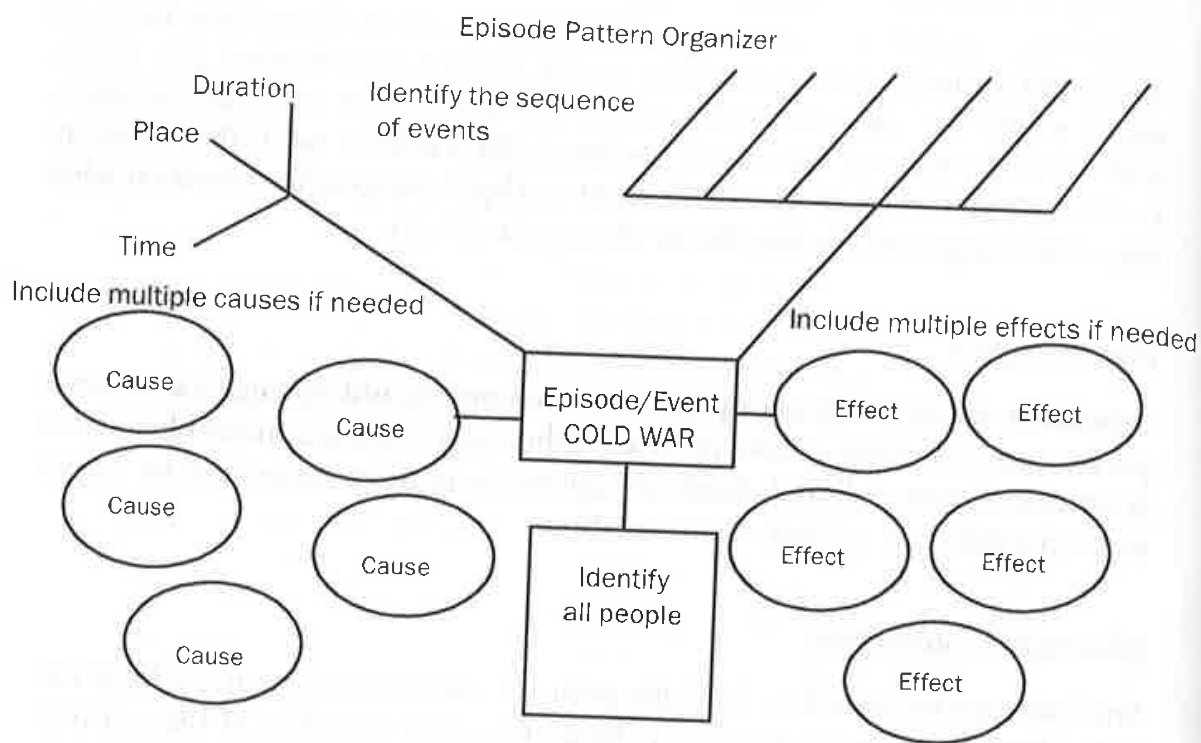 Episode Pattern Organizer
Duration
Identify the sequence
of events
Place
Time
Include multiple causes if needed
Include multiple effects if needed
Cause
Cause
Episode/Event
COLD WAR
Effect
Effect
Cause
Cause
Identify
all people
Effect
Effect
Cause
Effect